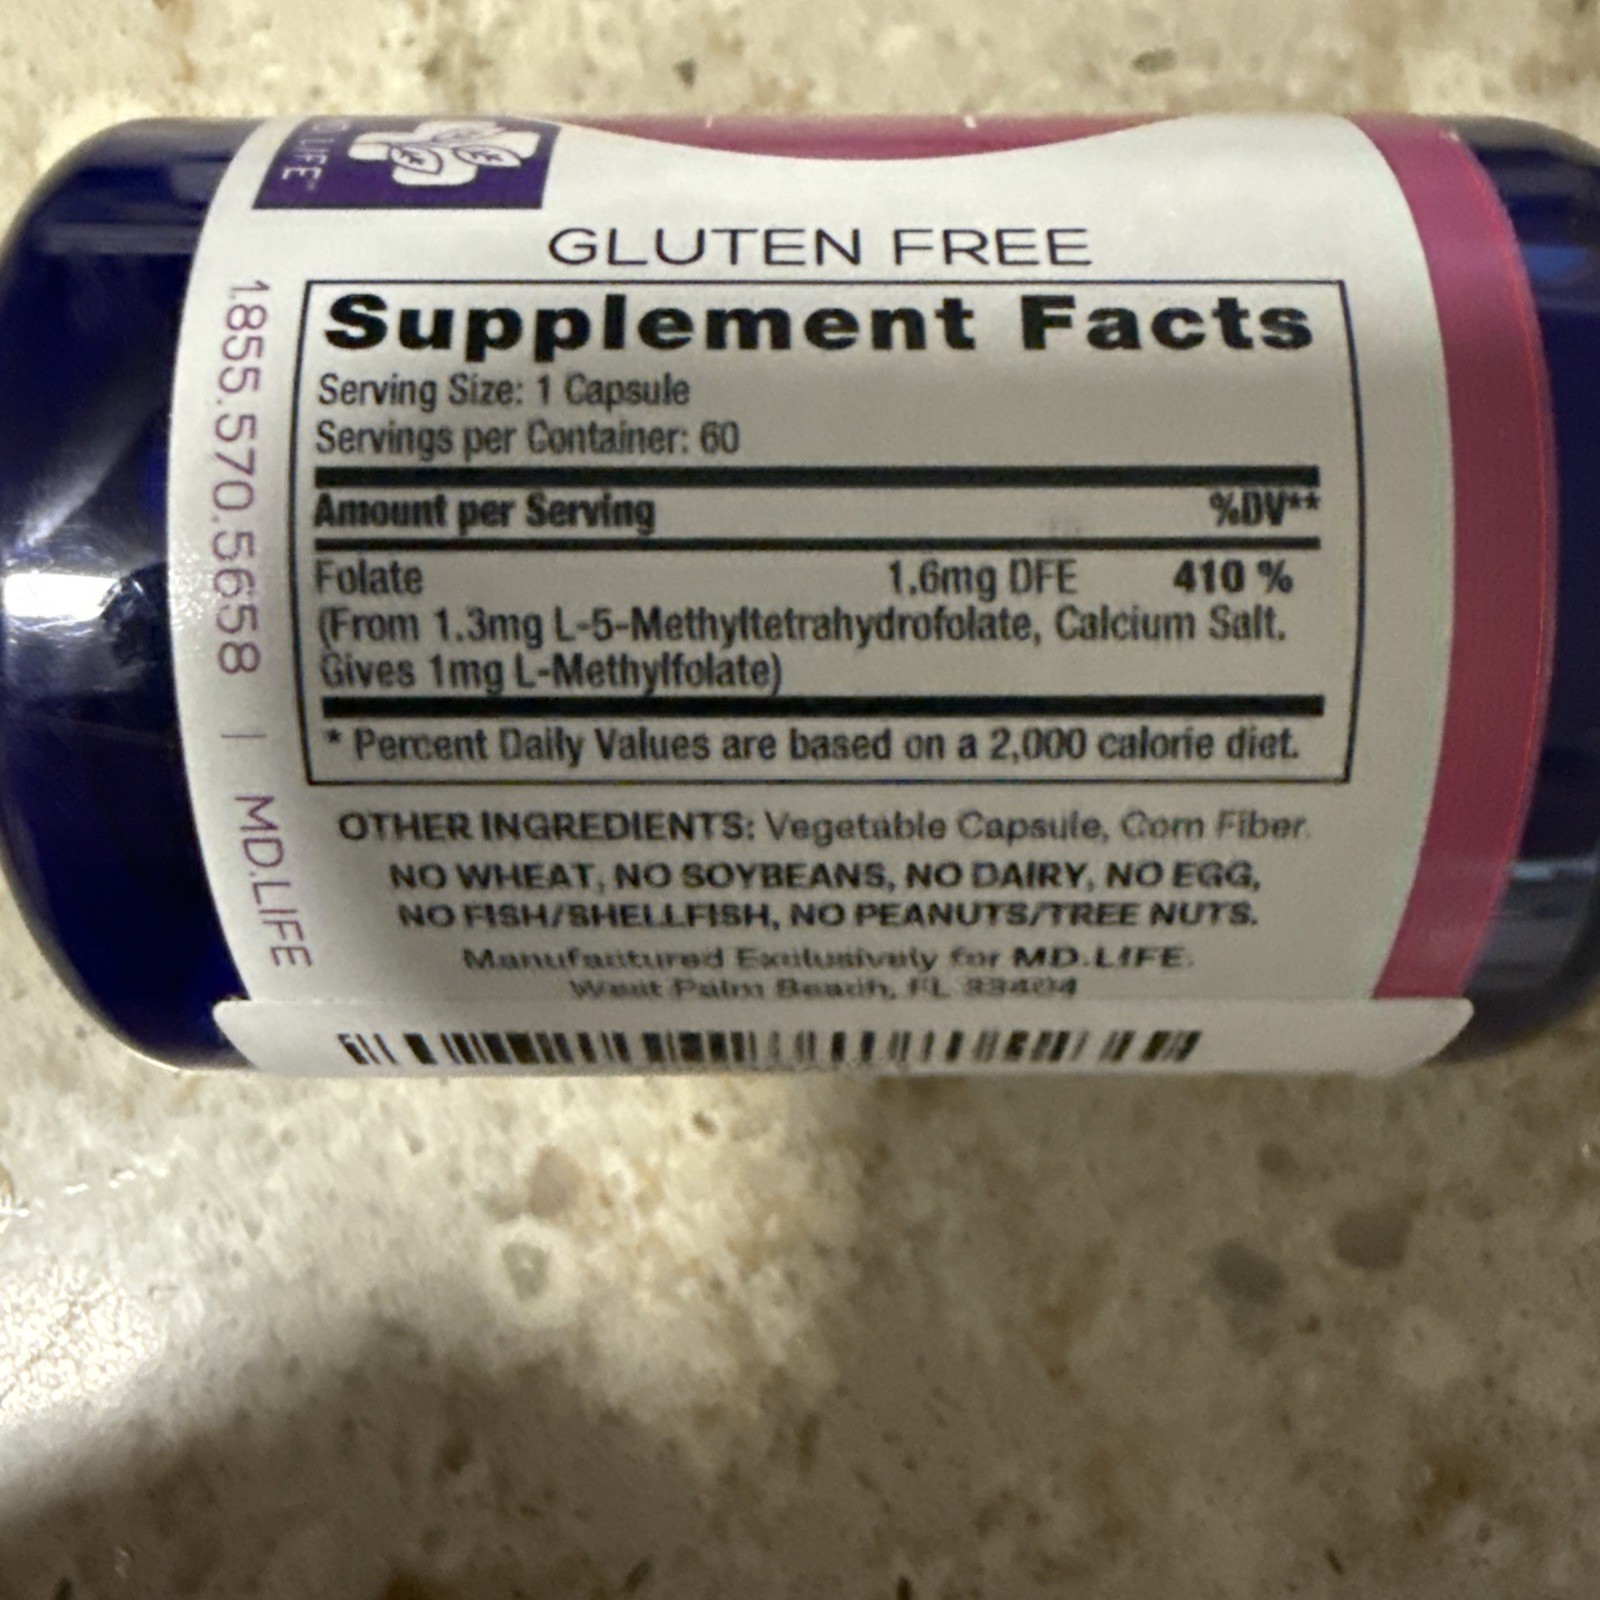 GLUTEN FREE
Supplement Facts
Serving Size: 1 Capsule
Servings per Container: 60
Amount per Serving %DV**
Folate 1.6mg DFE 410 %
(From 1.3mg L-5-Methyltetrahydrofolate, Calcium Salt.
Gives 1mg L-Methylfolate)
* Percent Daily Values are based on a 2,000 calorie diet.
OTHER INGREDIENTS: Vegetable Capsule, Corn Fiber.
NO WHEAT, NO SOYBEANS, NO DAIRY, NO EGG,
NO FISH/SHELLFISH, NO PEANUTS/TREE NUTS.
Manufactured Exclusively for MD.LIFE.
West Palm Beach, FL 33404
1.855.570.5658 | MD.LIFE
LIFE